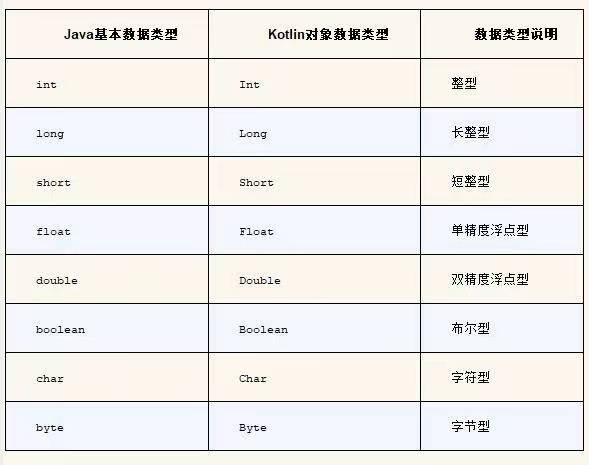 Java基本数据类型 Kotlin对象数据类型 数据类型说明
int Int 整型
long Long 长整型
short Short 短整型
float Float 单精度浮点型
double Double 双精度浮点型
boolean Boolean 布尔型
char Char 字符型
byte Byte 字节型